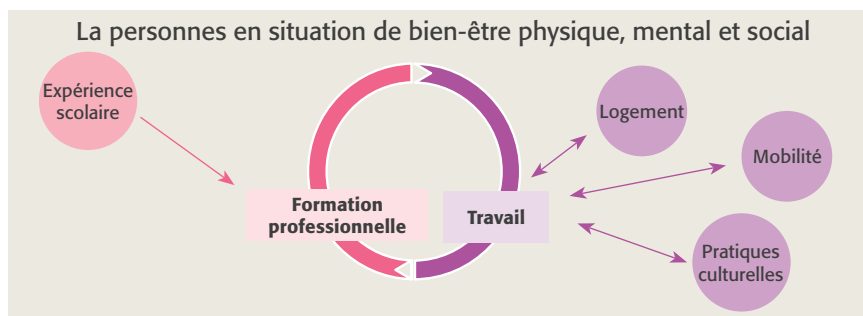 La personnes en situation de bien-être physique, mental et social
Expérience
scolaire
Logement
Mobilité
Formation
professionnelle
Travail
Pratiques
culturelles